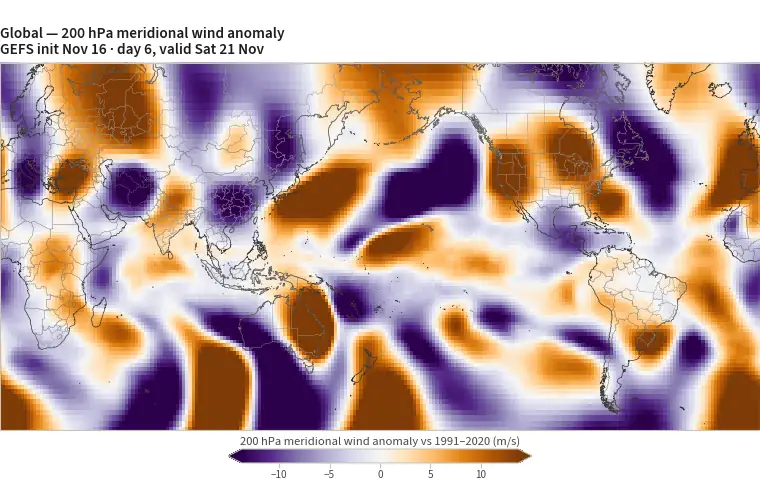 Global — 200 hPa meridional wind anomaly
GEFS init Nov 16 · day 6, valid Sat 21 Nov
200 hPa meridional wind anomaly vs 1991–2020 (m/s)
−10 −5 0 5 10